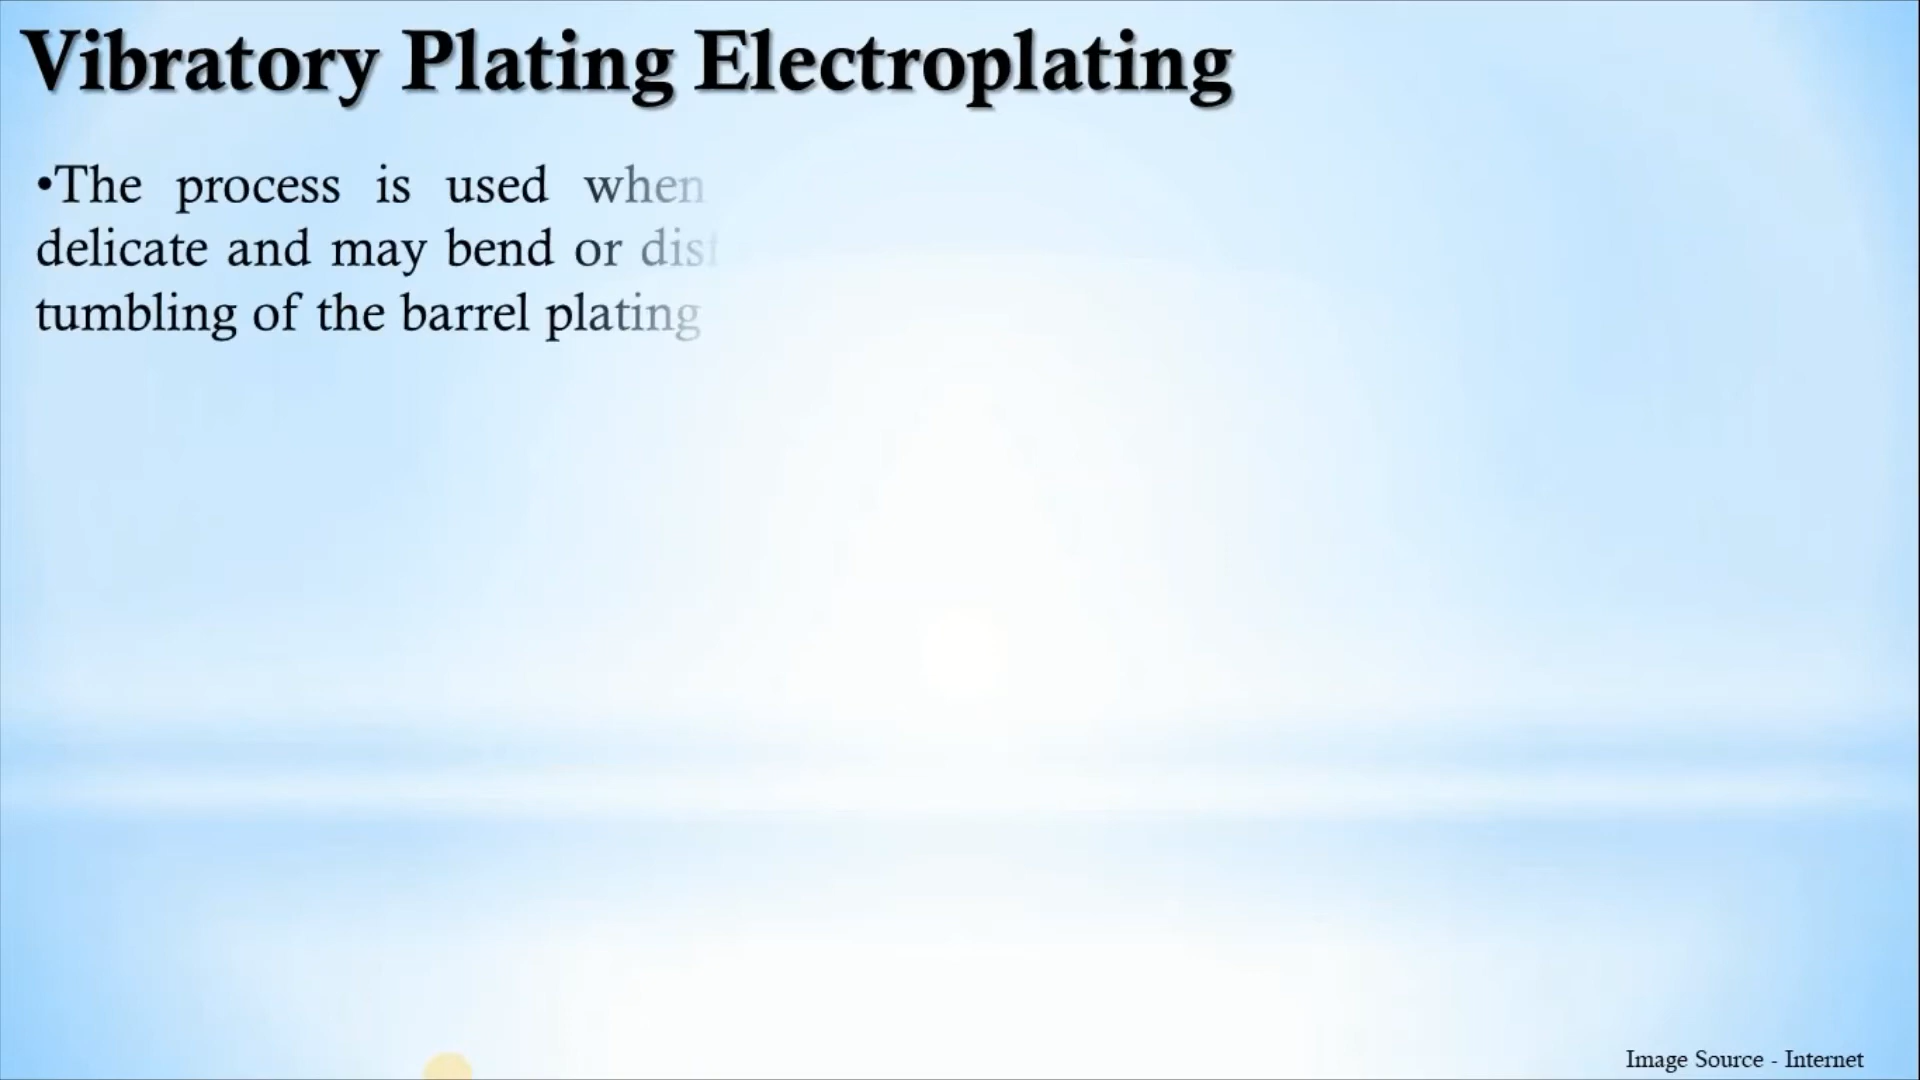 Vibratory Plating Electroplating
•The process is used when
delicate and may bend or
tumbling of the barrel plating
Image Source - Internet